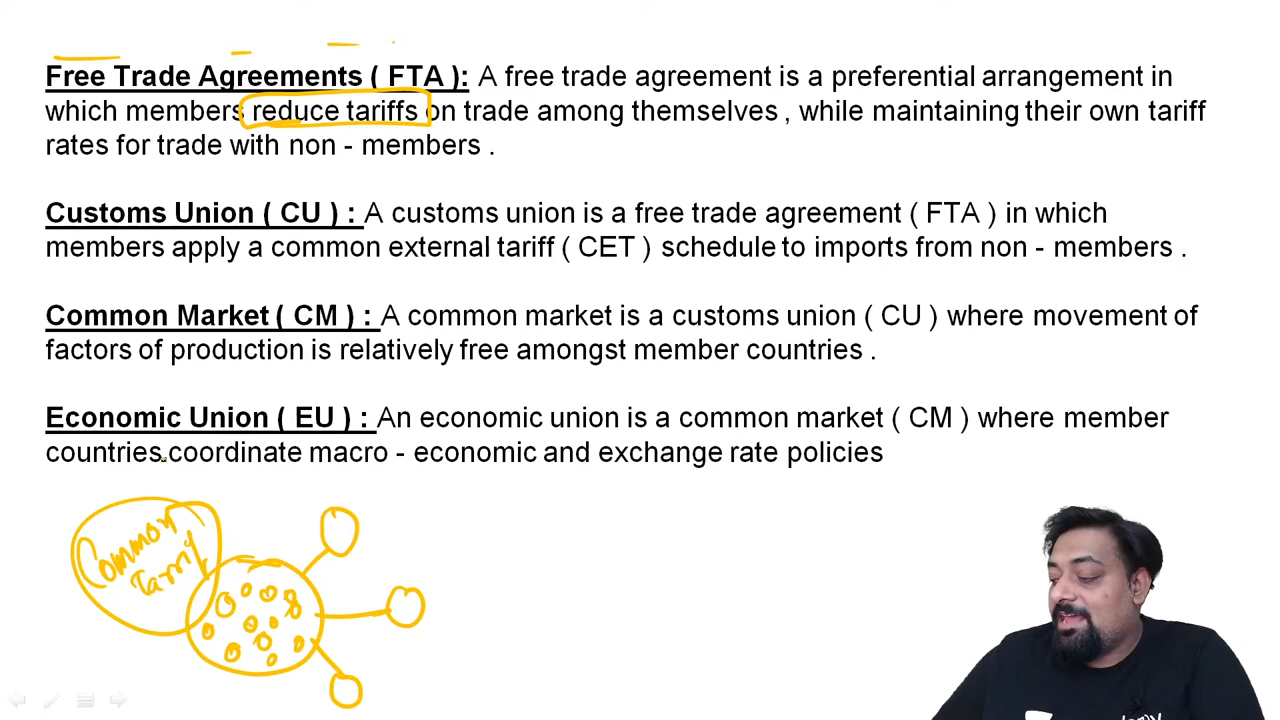 Free Trade Agreements ( FTA ): A free trade agreement is a preferential arrangement in
which members reduce tariffs on trade among themselves , while maintaining their own tariff
rates for trade with non - members .
Customs Union ( CU ) : A customs union is a free trade agreement ( FTA ) in which
members apply a common external tariff ( CET ) schedule to imports from non - members .
Common Market ( CM ) : A common market is a customs union ( CU ) where movement of
factors of production is relatively free amongst member countries .
Economic Union ( EU ) : An economic union is a common market ( CM ) where member
countries coordinate macro - economic and exchange rate policies
Common